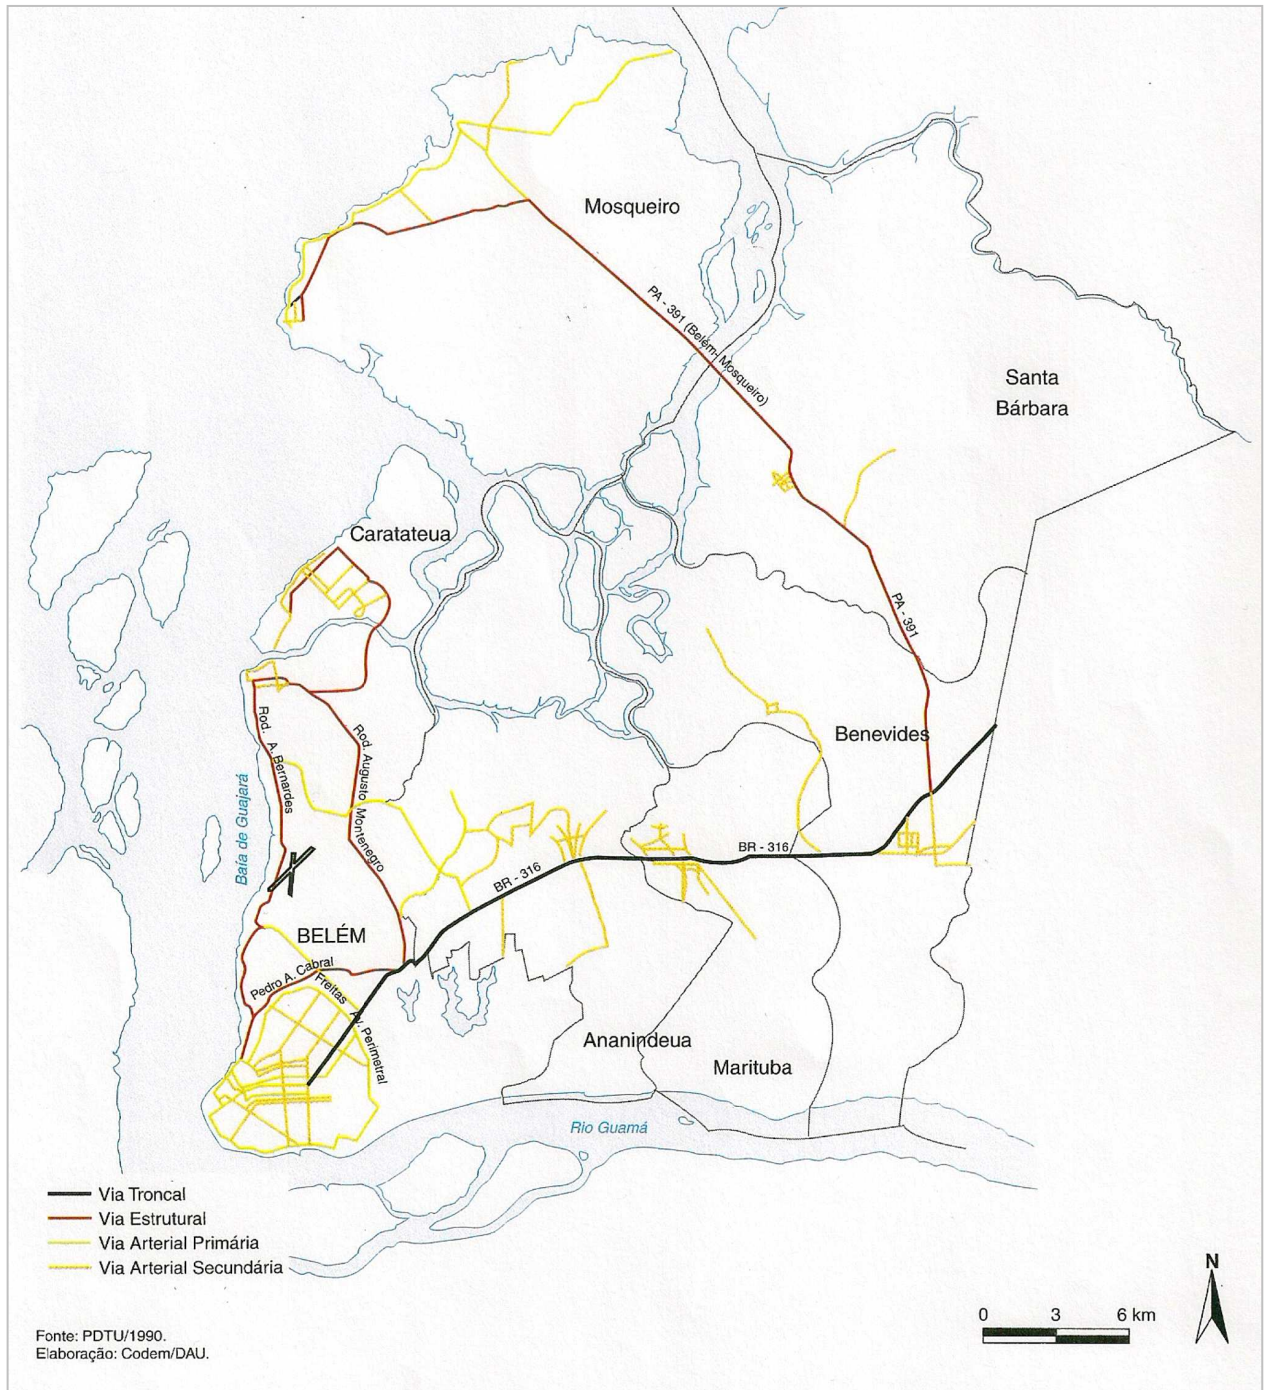 Mosqueiro
PA - 391 (Belém-Mosqueiro)
Santa
Bárbara
Caratateua
PA - 391
Rod. A. Bernardes
Rod. Augusto Montenegro
Benevides
Baía de Guajará
BR - 316
BR - 316
BELÉM
Pedro A. Cabral
Freitas
Av. Perimetral
Ananindeua
Marituba
Rio Guamá
Via Troncal
Via Estrutural
Via Arterial Primária
Via Arterial Secundária
N
0 3 6 km
Fonte: PDTU/1990.
Elaboração: Codem/DAU.